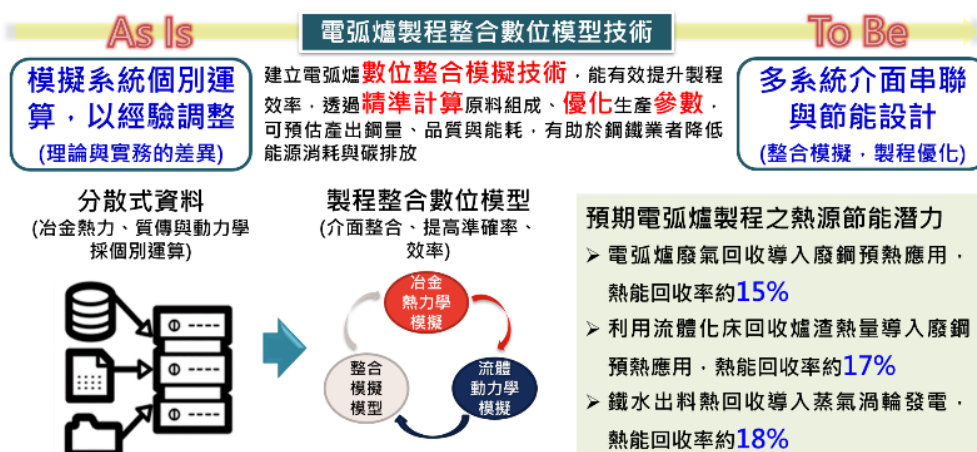 As Is
電弧爐製程整合數位模型技術
To Be
模擬系統個別運
算，以經驗調整
(理論與實務的差異)
建立電弧爐數位整合模擬技術，能有效提升製程
效率，透過精準計算原料組成、優化生產參數，
可預估產出鋼量、品質與能耗，有助於鋼鐵業者降低
能源消耗與碳排放
多系統介面串聯
與節能設計
(整合模擬，製程優化)
分散式資料
(冶金熱力、質傳與動力學
採個別運算)
製程整合數位模型
(介面整合、提高準確率、
效率)
冶金
熱力學
模擬
整合
模擬
模型
流體
動力學
模擬
預期電弧爐製程之熱源節能潛力
➢ 電弧爐廢氣回收導入廢鋼預熱應用，
熱能回收率約15%
➢ 利用流體化床回收爐渣熱量導入廢鋼
預熱應用，熱能回收率約17%
➢ 鐵水出料熱回收導入蒸氣渦輪發電，
熱能回收率約18%